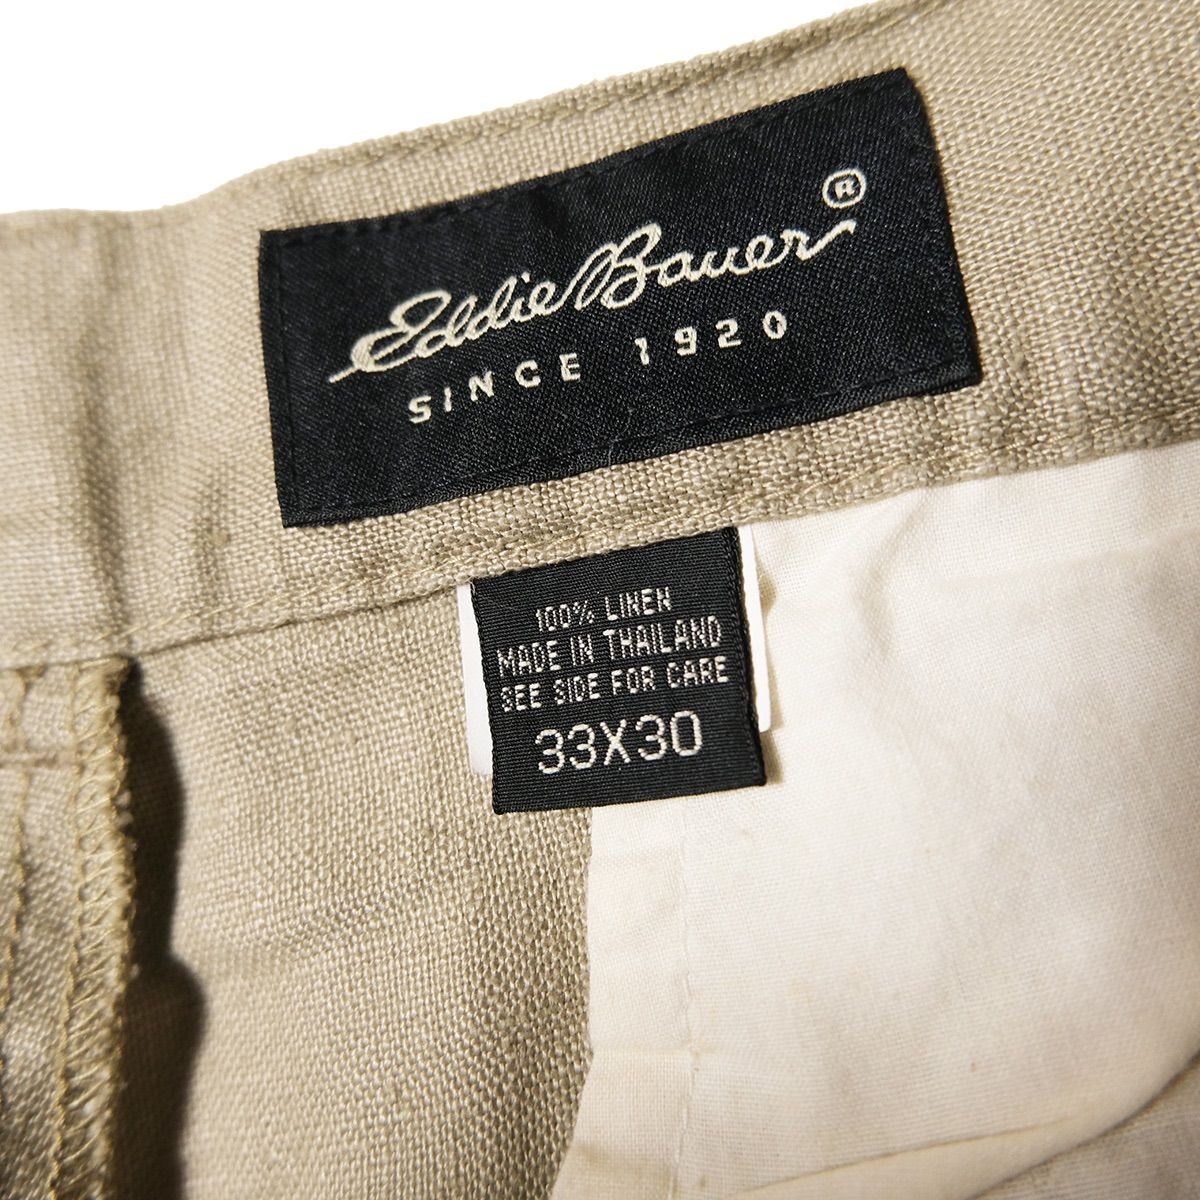 Eddie Bauer®
SINCE 1920
100% LINEN
MADE IN THAILAND
SEE SIDE FOR CARE
33X30